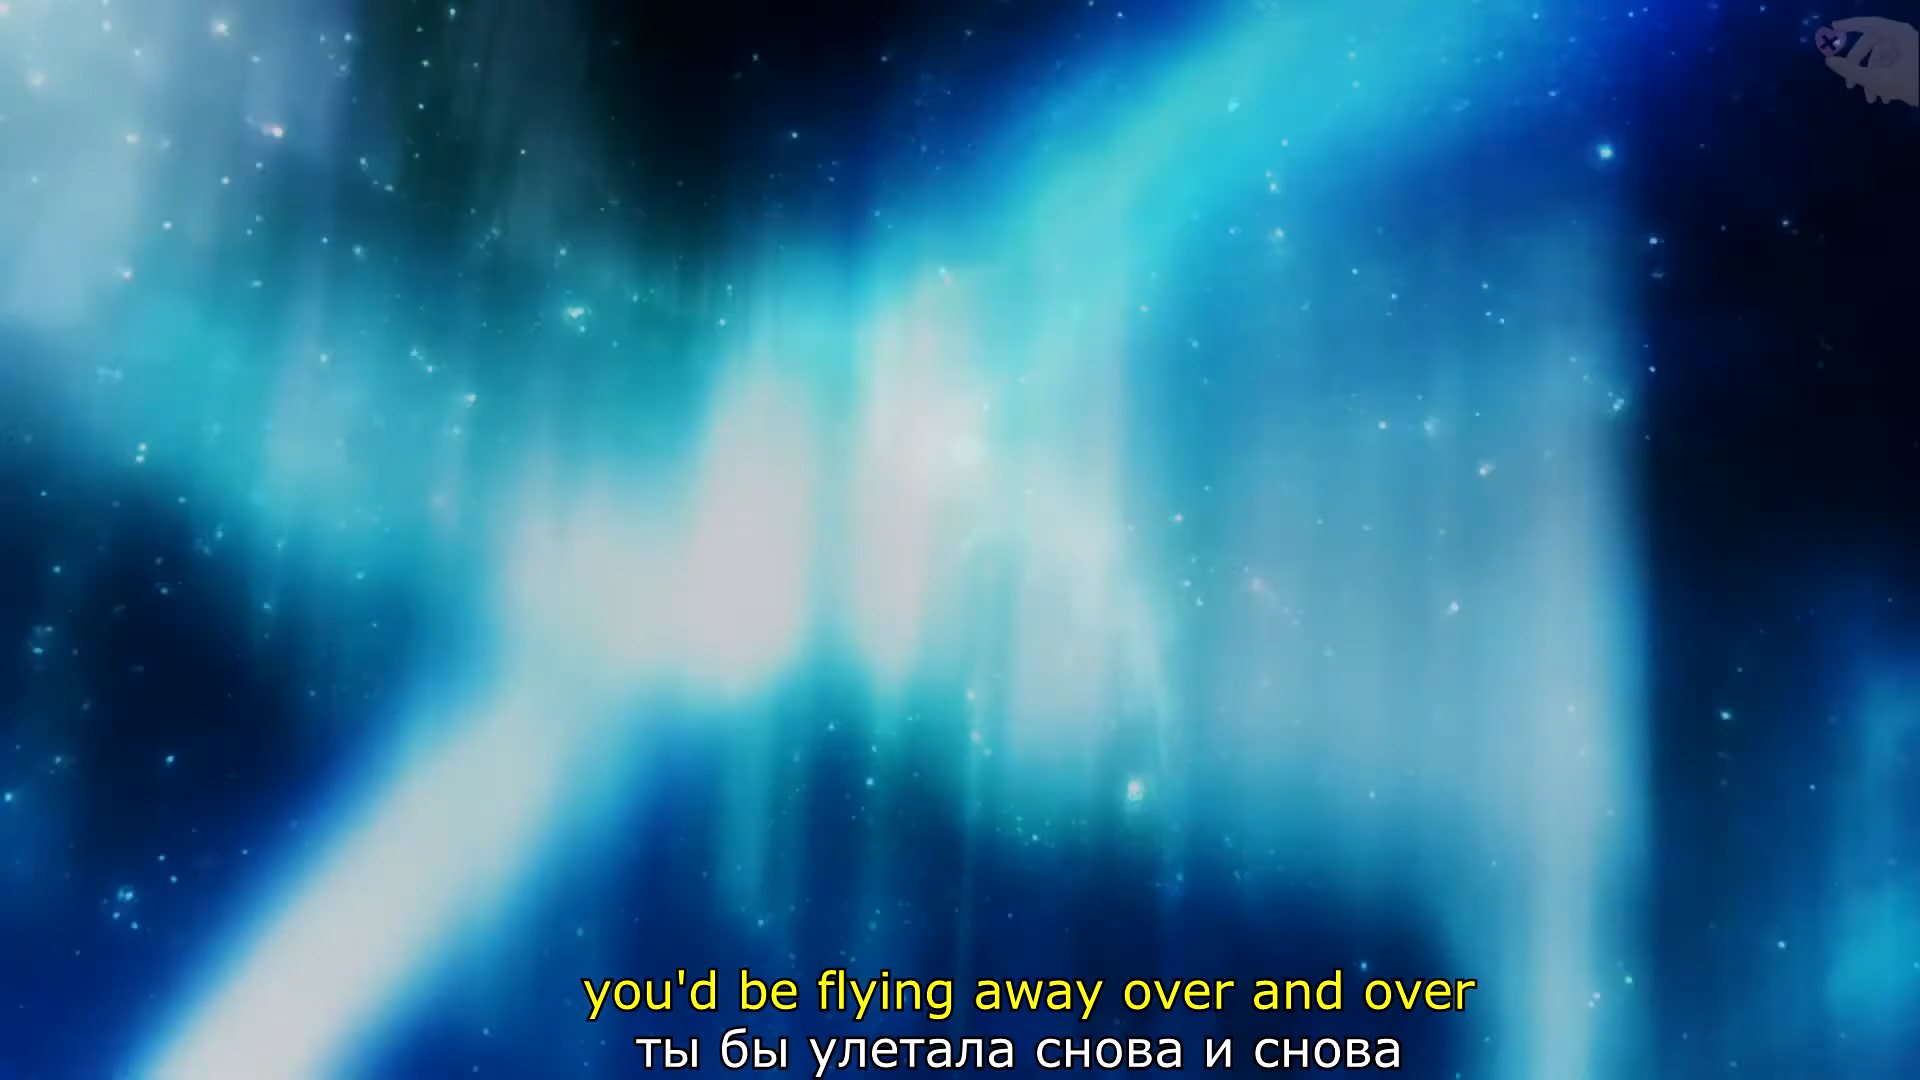 you'd be flying away over and over
ты бы улетала снова и снова